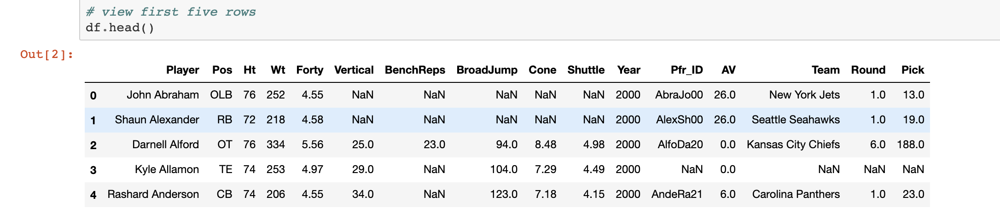 # view first five rows
df.head()
Out[2]:
Player Pos Ht Wt Forty Vertical BenchReps BroadJump Cone Shuttle Year Pfr_ID AV Team Round Pick
0 John Abraham OLB 76 252 4.55 NaN NaN NaN NaN NaN 2000 AbraJo00 26.0 New York Jets 1.0 13.0
1 Shaun Alexander RB 72 218 4.58 NaN NaN NaN NaN NaN 2000 AlexSh00 26.0 Seattle Seahawks 1.0 19.0
2 Darnell Alford OT 76 334 5.56 25.0 23.0 94.0 8.48 4.98 2000 AlfoDa20 0.0 Kansas City Chiefs 6.0 188.0
3 Kyle Allamon TE 74 253 4.97 29.0 NaN 104.0 7.29 4.49 2000 NaN 0.0 NaN NaN NaN
4 Rashard Anderson CB 74 206 4.55 34.0 NaN 123.0 7.18 4.15 2000 AndeRa21 6.0 Carolina Panthers 1.0 23.0